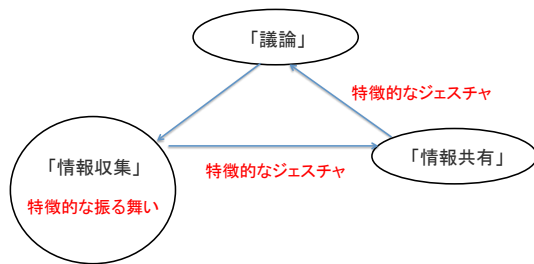 「議論」
特徴的なジェスチャ
「情報収集」
特徴的な振る舞い
特徴的なジェスチャ
「情報共有」